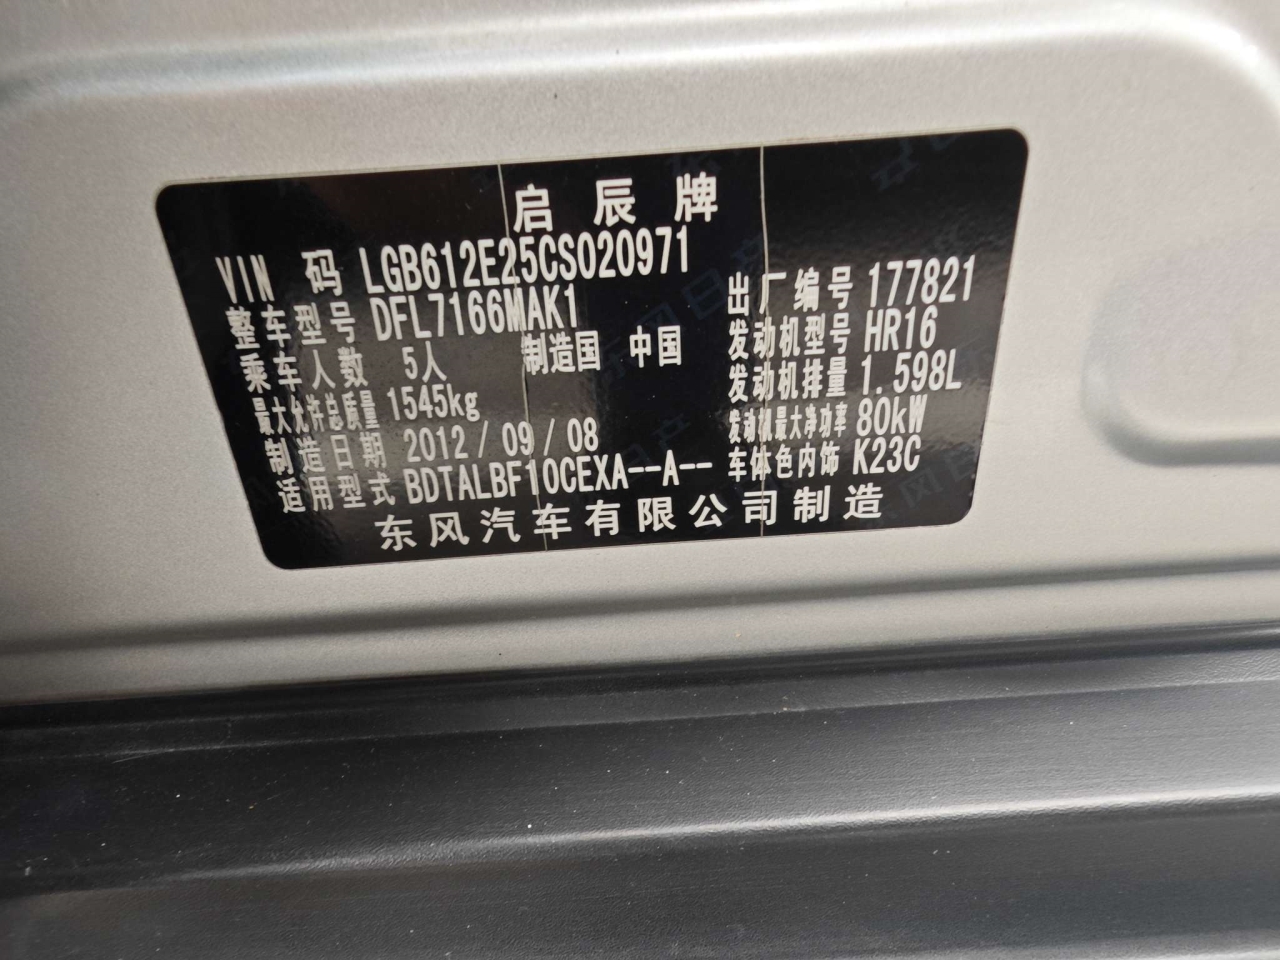 启辰牌
VIN 码 LGB612E25CS020971
整车型号 DFL7166MAK1 出厂编号 177821
乘车人数 5人 制造国 中国 发动机型号 HR16
最大允许总质量 1545kg 发动机排量 1.598L
制造日期 2012/09/08 发动机最大净功率 80kW
适用型式 BDTALBF10CEXA--A-- 车体色内饰 K23C
东风汽车有限公司制造